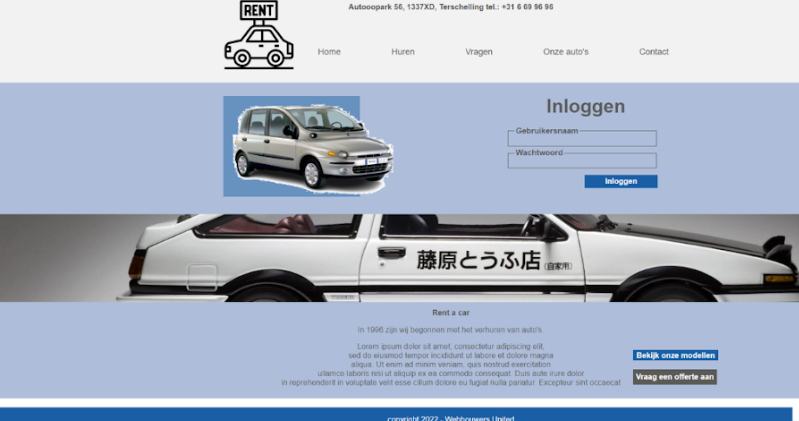 RENT
Autooopark 56, 1337XD, Terschelling tel.: +31 6 69 96 96
Home Huren Vragen Onze auto's Contact
Inloggen
Gebruikersnaam
Wachtwoord
Inloggen
藤原とうふ店(自家用)
Rent a car
In 1996 zijn wij begonnen met het verhuren van auto's
Lorem ipsum dolor sit amet, consectetur adipiscing elit,
sed do eiusmod tempor incididunt ut labore et dolore magna
aliqua. Ut enim ad minim veniam, quis nostrud exercitation
ullamco laboris nisi ut aliquip ex ea commodo consequat. Duis aute irure dolor
in reprehenderit in voluptate velit esse cillum dolore eu fugiat nulla pariatur. Excepteur sint occaecat
Bekijk onze modellen
Vraag een offerte aan
copyright 2022 - Webbouwers United